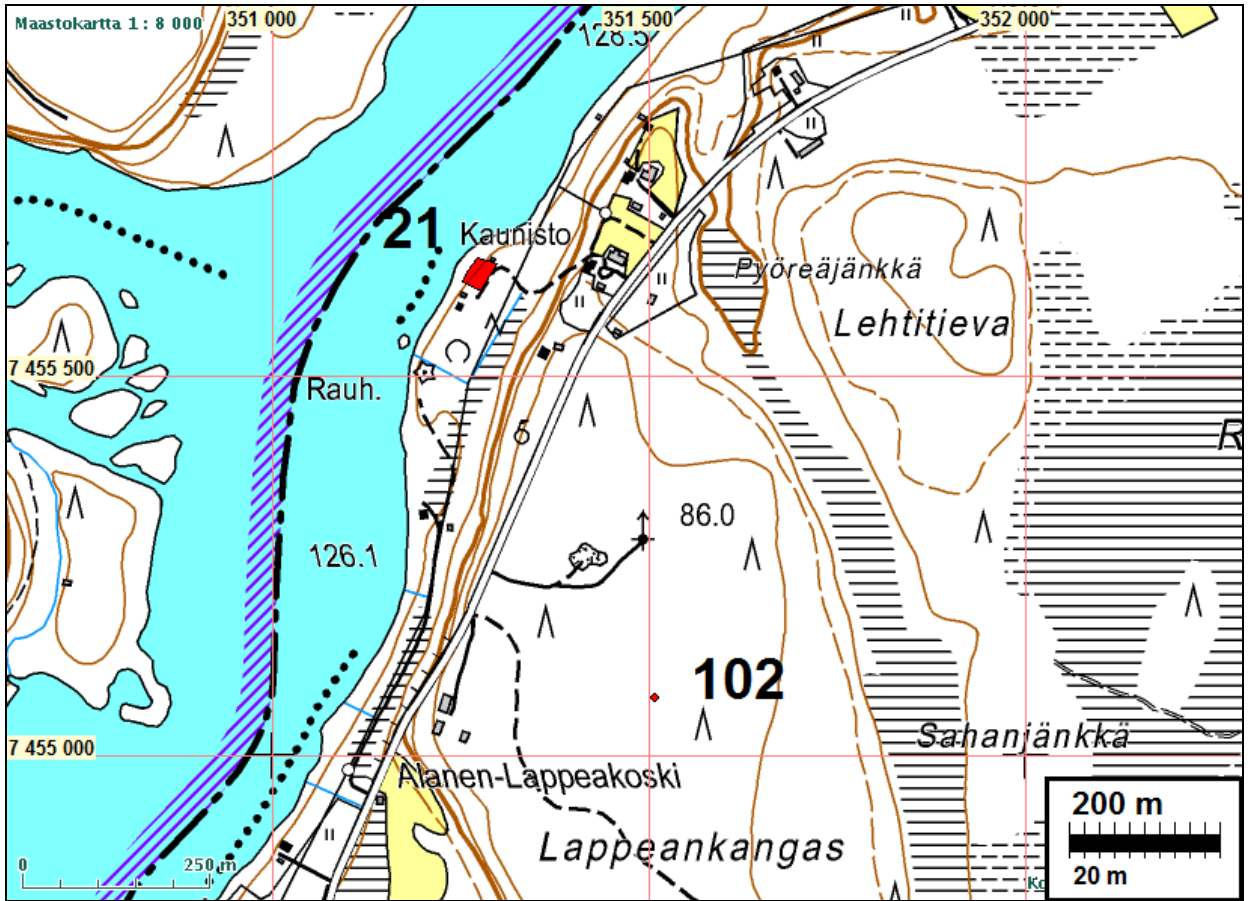 Maastokartta 1 : 8 000
351 000
351 500
352 000
128.5
21
Kaunisto
Pyöreäjänkkä
Lehtitieva
7 455 500
Rauh.
R
86.0
126.1
102
7 455 000
Sahanjänkkä
Alanen-Lappeakoski
Lappeankangas
200 m
20 m
0
250 m